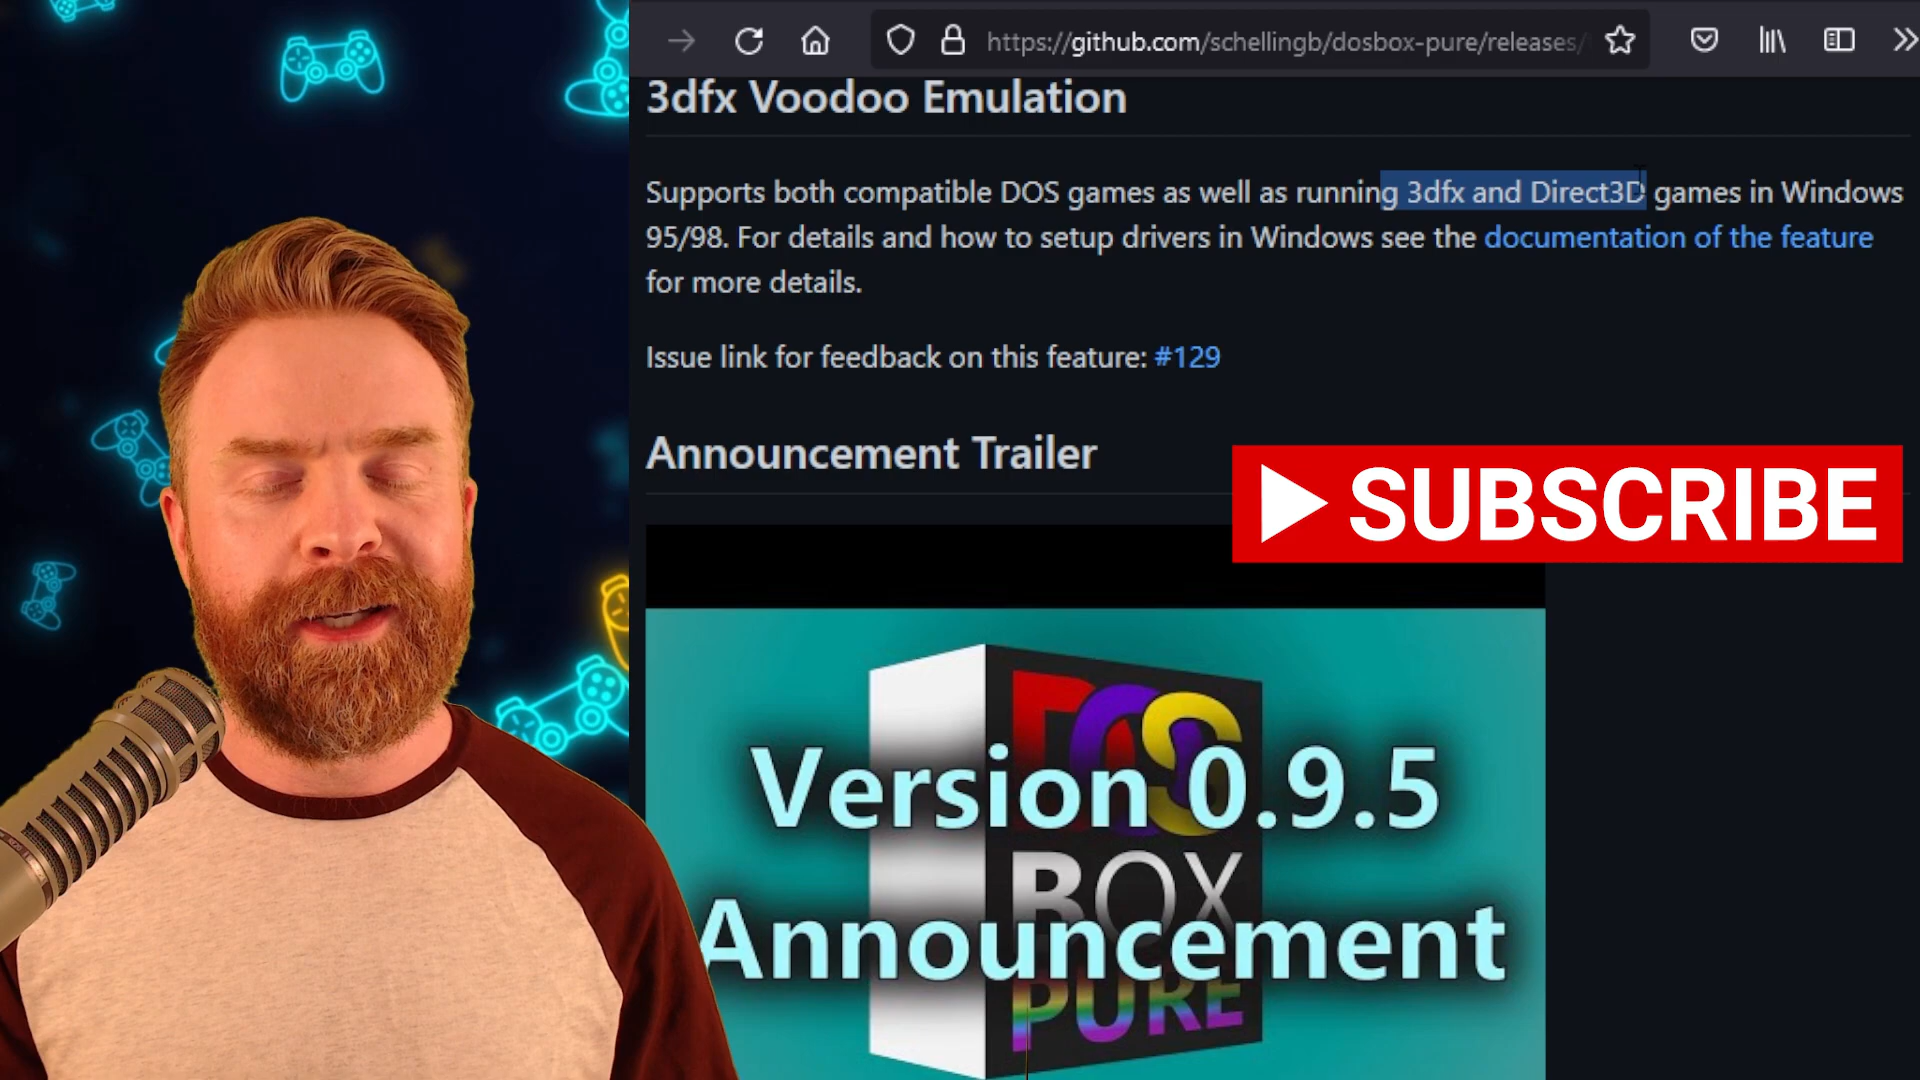 https://github.com/schellingb/dosbox-pure/releases/
3dfx Voodoo Emulation
Supports both compatible DOS games as well as running 3dfx and Direct3D games in Windows
95/98. For details and how to setup drivers in Windows see the documentation of the feature
for more details.
Issue link for feedback on this feature: #129
Announcement Trailer
SUBSCRIBE
DOS
Version 0.9.5
BOX
Announcement
PURE